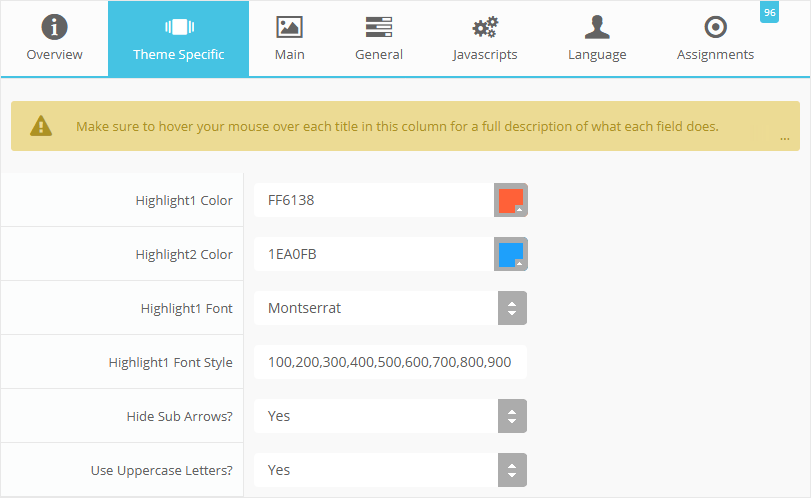 96
Overview
Theme Specific
Main
General
Javascripts
Language
Assignments
Make sure to hover your mouse over each title in this column for a full description of what each field does.
...
Highlight1 Color
FF6138
Highlight2 Color
1EA0FB
Highlight1 Font
Montserrat
Highlight1 Font Style
100,200,300,400,500,600,700,800,900
Hide Sub Arrows?
Yes
Use Uppercase Letters?
Yes